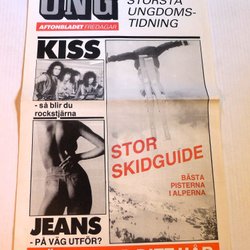 UNG
STÖRSTA
UNGDOMS-
TIDNING
AFTONBLADET FREDAGAR
KISS
- så blir du
rockstjärna
STOR
SKIDGUIDE
BÄSTA
PISTERNA
I ALPERNA
JEANS
- PÅ VÄG UTFÖR?